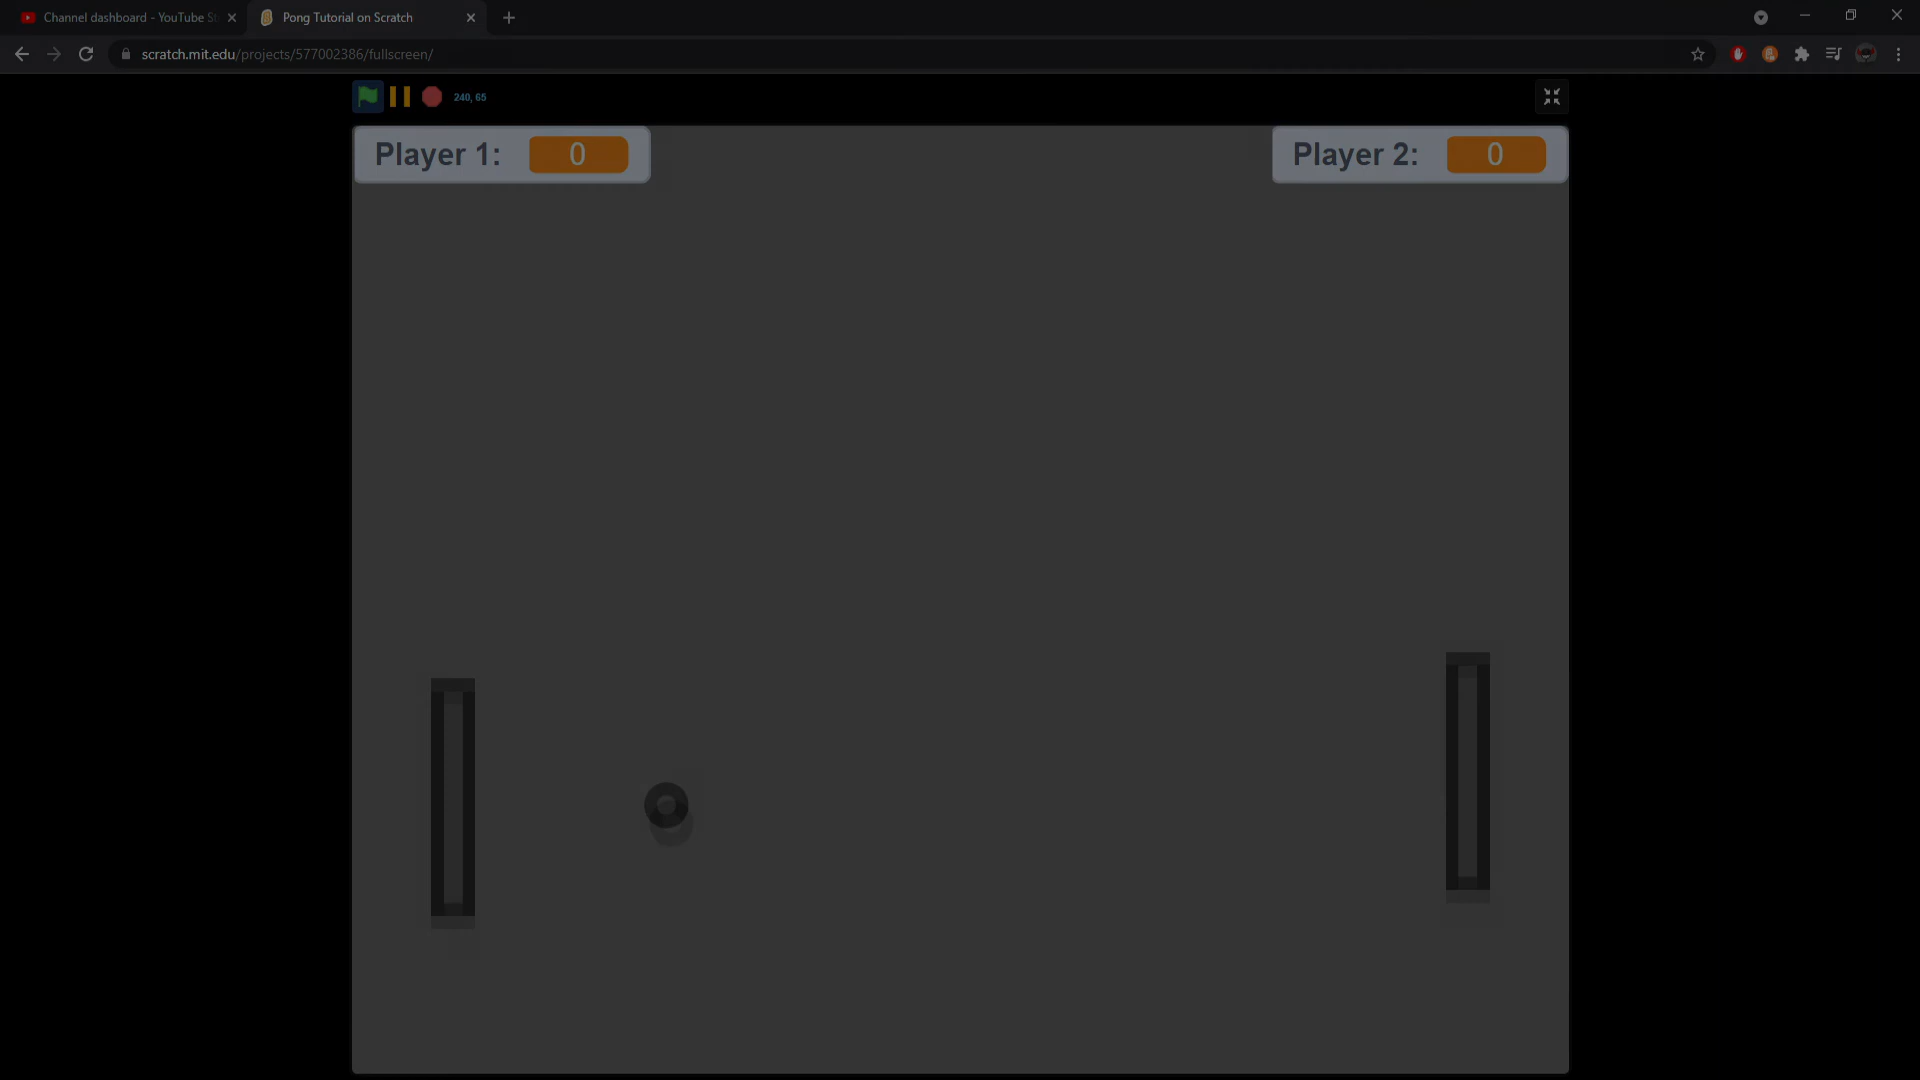 Channel dashboard - YouTube St
Pong Tutorial on Scratch
scratch.mit.edu/projects/577002386/fullscreen/
240, 65
Player 1: 0
Player 2: 0